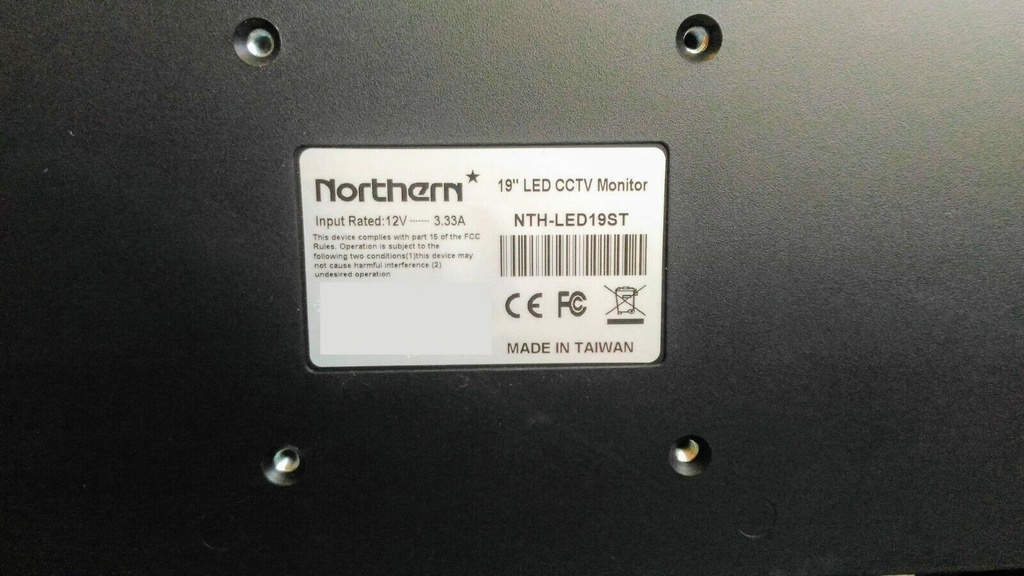 Northern
19" LED CCTV Monitor
Input Rated:12V ----- 3.33A
NTH-LED19ST
This device complies with part 15 of the FCC
Rules. Operation is subject to the
following two conditions(1)this device may
not cause harmful interference (2)
undesired operation
CE FC
MADE IN TAIWAN